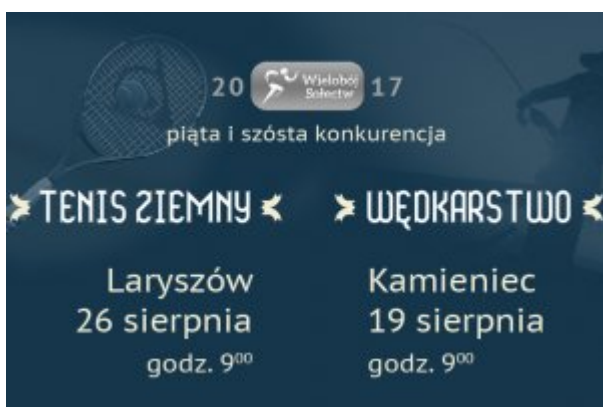 20 Wielobój Sołectw 17
piąta i szósta konkurencja
TENIS ZIEMNY
Laryszów
26 sierpnia
godz. 9⁰⁰
WĘDKARSTWO
Kamieniec
19 sierpnia
godz. 9⁰⁰